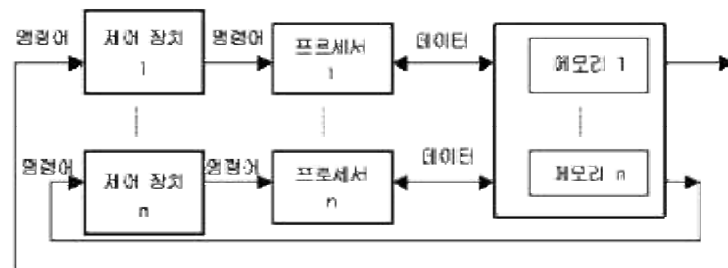 명령어
제어 장치
1
명령어
프로세서
1
데이터
메모리 1
명령어
제어 장치
n
명령어
프로세서
n
데이터
메모리 n